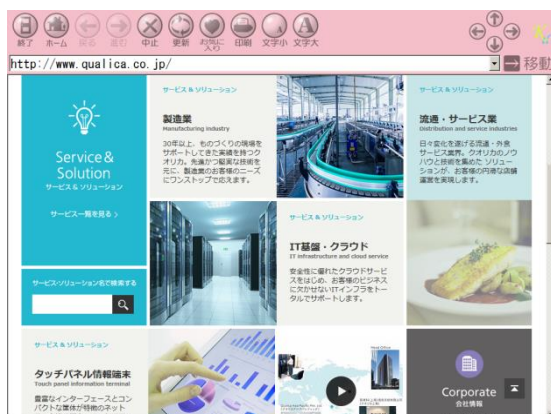 終了
ホーム
戻る
進む
中止
更新
お気に
入り
印刷
文字小
文字大
http://www.qualica.co.jp/
移動
Service &
Solution
サービス & ソリューション
サービス一覧を見る >
サービス・ソリューション名で検索する
サービス & ソリューション
製造業
Manufacturing industry
30年以上、ものづくりの現場を
サポートしてきた実績を持つク
オリカ。先進かつ堅実な技術を
元に、製造業のお客様のニーズ
にワンストップで応えます。
サービス & ソリューション
流通・サービス業
Distribution and service industries
日々変化を遂げる流通・外食
サービス業界。クオリカのノウ
ハウと技術を集めた ソリュー
ションが、お客様の円滑な店舗
運営を実現します。
サービス & ソリューション
IT基盤・クラウド
IT infrastructure and cloud service
安全性に優れたクラウドサービ
スをはじめ、お客様のビジネス
に欠かせないITインフラをトー
タルでサポートします。
サービス & ソリューション
タッチパネル情報端末
Touch panel information terminal
豊富なインターフェースとコン
パクトな筐体が特徴のネット
Head Office
Corporate
会社情報